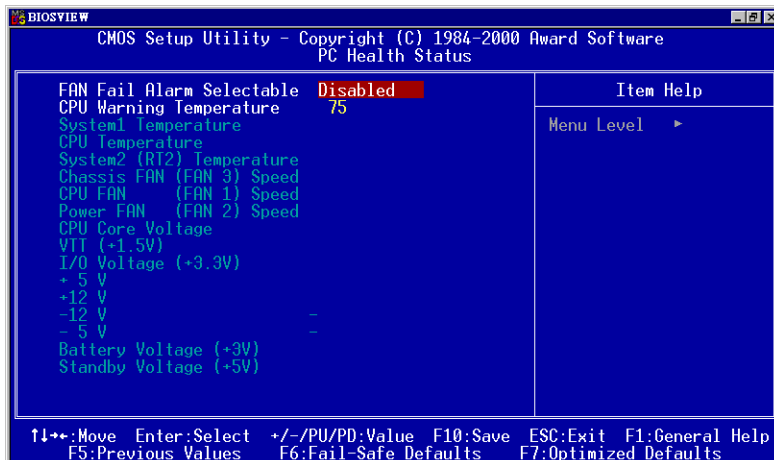 BIOSVIEW
CMOS Setup Utility - Copyright (C) 1984-2000 Award Software
PC Health Status
FAN Fail Alarm Selectable Disabled
CPU Warning Temperature 75
System1 Temperature
CPU Temperature
System2 (RT2) Temperature
Chassis FAN (FAN 3) Speed
CPU FAN (FAN 1) Speed
Power FAN (FAN 2) Speed
CPU Core Voltage
VTT (+1.5V)
I/O Voltage (+3.3V)
+ 5 V
+12 V
-12 V -
- 5 V -
Battery Voltage (+3V)
Standby Voltage (+5V)
Item Help
Menu Level ►
↑↓→←:Move Enter:Select +/-/PU/PD:Value F10:Save ESC:Exit F1:General Help
F5:Previous Values F6:Fail-Safe Defaults F7:Optimized Defaults